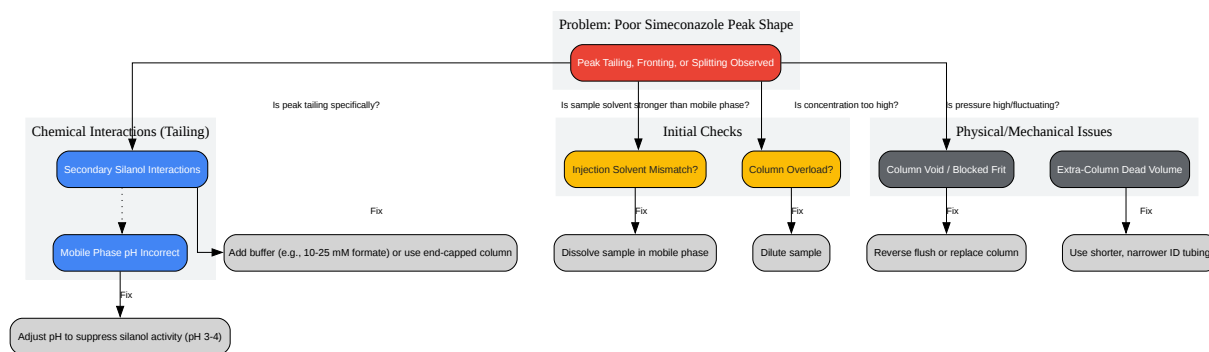 Problem: Poor Simeconazole Peak Shape
Peak Tailing, Fronting, or Splitting Observed
Is peak tailing specifically?
Is sample solvent stronger than mobile phase?
Is concentration too high?
Is pressure high/fluctuating?
Chemical Interactions (Tailing)
Initial Checks
Physical/Mechanical Issues
Secondary Silanol Interactions
Injection Solvent Mismatch?
Column Overload?
Column Void / Blocked Frit
Extra-Column Dead Volume
Fix
Fix
Fix
Fix
Fix
Mobile Phase pH Incorrect
Add buffer (e.g., 10-25 mM formate) or use end-capped column
Dissolve sample in mobile phase
Dilute sample
Reverse flush or replace column
Use shorter, narrower ID tubing
Fix
Adjust pH to suppress silanol activity (pH 3-4)